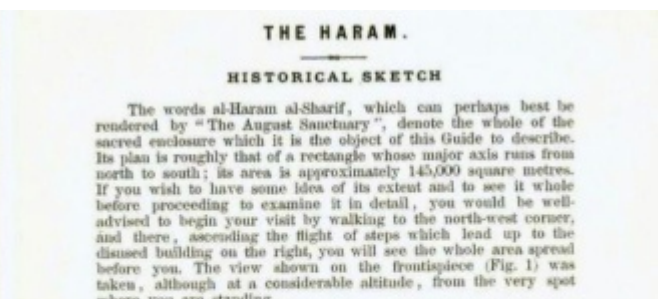 THE HARAM.
HISTORICAL SKETCH
The words al-Haram al-Sharif, which can perhaps best be
rendered by "The August Sanctuary", denote the whole of the
sacred enclosure which it is the object of this Guide to describe.
Its plan is roughly that of a rectangle whose major axis runs from
north to south; its area is approximately 145,000 square metres.
If you wish to have some idea of its extent and to see it whole
before proceeding to examine it in detail, you would be well-
advised to begin your visit by walking to the north-west corner,
and there, ascending the flight of steps which lead up to the
disused building on the right, you will see the whole area spread
before you. The view shown on the frontispiece (Fig. 1) was
taken, although at a considerable altitude, from the very spot
where you are standing